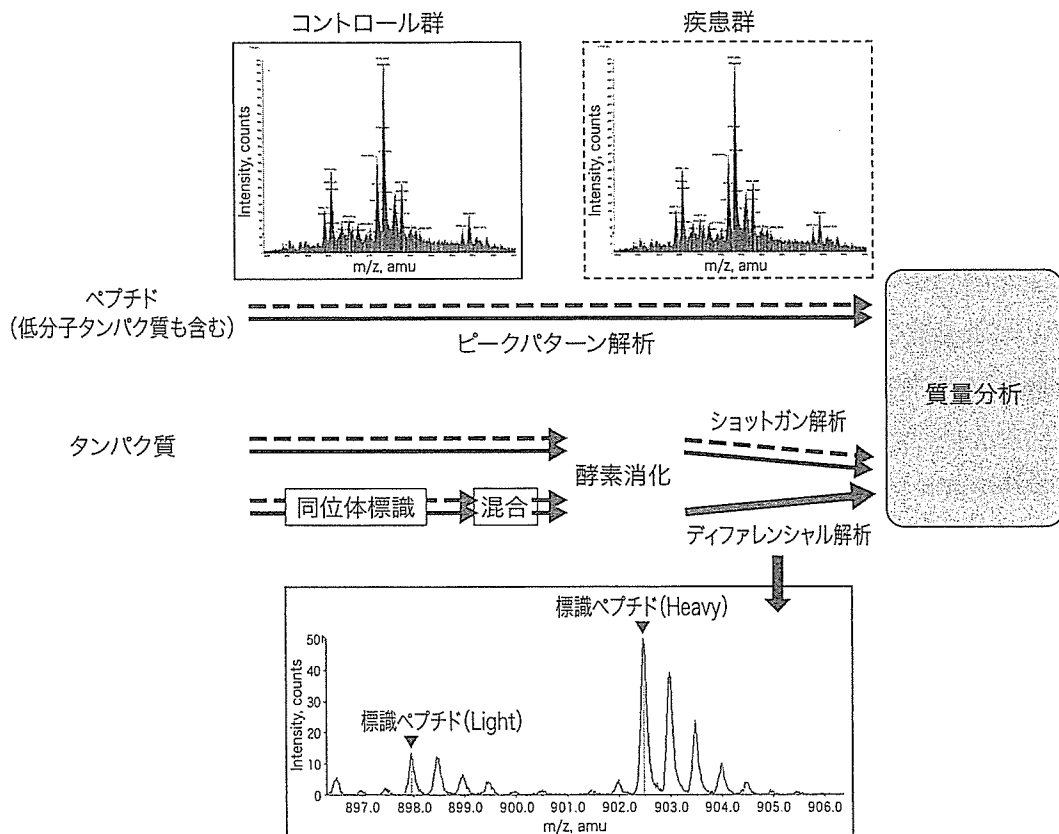 コントロール群
疾患群
Intensity, counts
m/z, amu
Intensity, counts
m/z, amu
ペプチド
(低分子タンパク質も含む)
ピークパターン解析
質量分析
タンパク質
ショットガン解析
酵素消化
同位体標識
混合
ディファレンシャル解析
標識ペプチド(Heavy)
標識ペプチド(Light)
Intensity, counts
50
40
30
20
10
0
897.0 898.0 899.0 900.0 901.0 902.0 903.0 904.0 905.0 906.0
m/z, amu